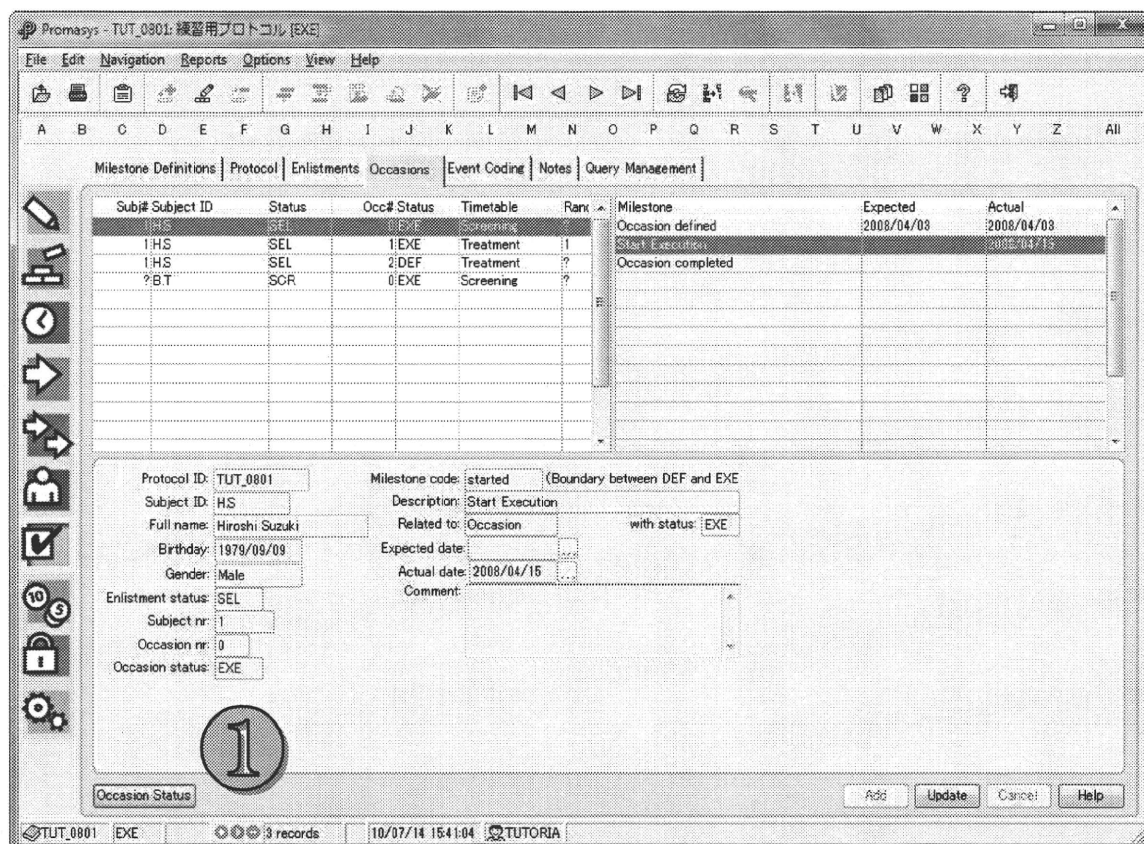 Promasys - TUT_0801: 練習用プロトコル [EXE]
File Edit Navigation Reports Options View Help
A B C D E F G H I J K L M N O P Q R S T U V W X Y Z All
Milestone Definitions Protocol Enlistments Occasions Event Coding Notes Query Management
Subj# Subject ID Status Occ# Status Timetable Ranc Milestone Expected Actual
1 H.S SEL 0 EXE Screening ? Occasion defined 2008/04/03 2008/04/03
1 H.S SEL 1 EXE Treatment 1 Start Execution 2008/04/15
1 H.S SEL 2 DEF Treatment ? Occasion completed
? B.T SCR 0 EXE Screening ?
Protocol ID: TUT_0801 Milestone code: started (Boundary between DEF and EXE
Subject ID: H.S Description: Start Execution
Full name: Hiroshi Suzuki Related to: Occasion with status: EXE
Birthday: 1979/09/09 Expected date: ...
Gender: Male Actual date: 2008/04/15 ...
Enlistment status: SEL Comment:
Subject nr: 1
Occasion nr: 0
Occasion status: EXE
1
Occasion Status Add Update Cancel Help
TUT_0801 EXE 3 records 10/07/14 15:41:04 TUTORIA